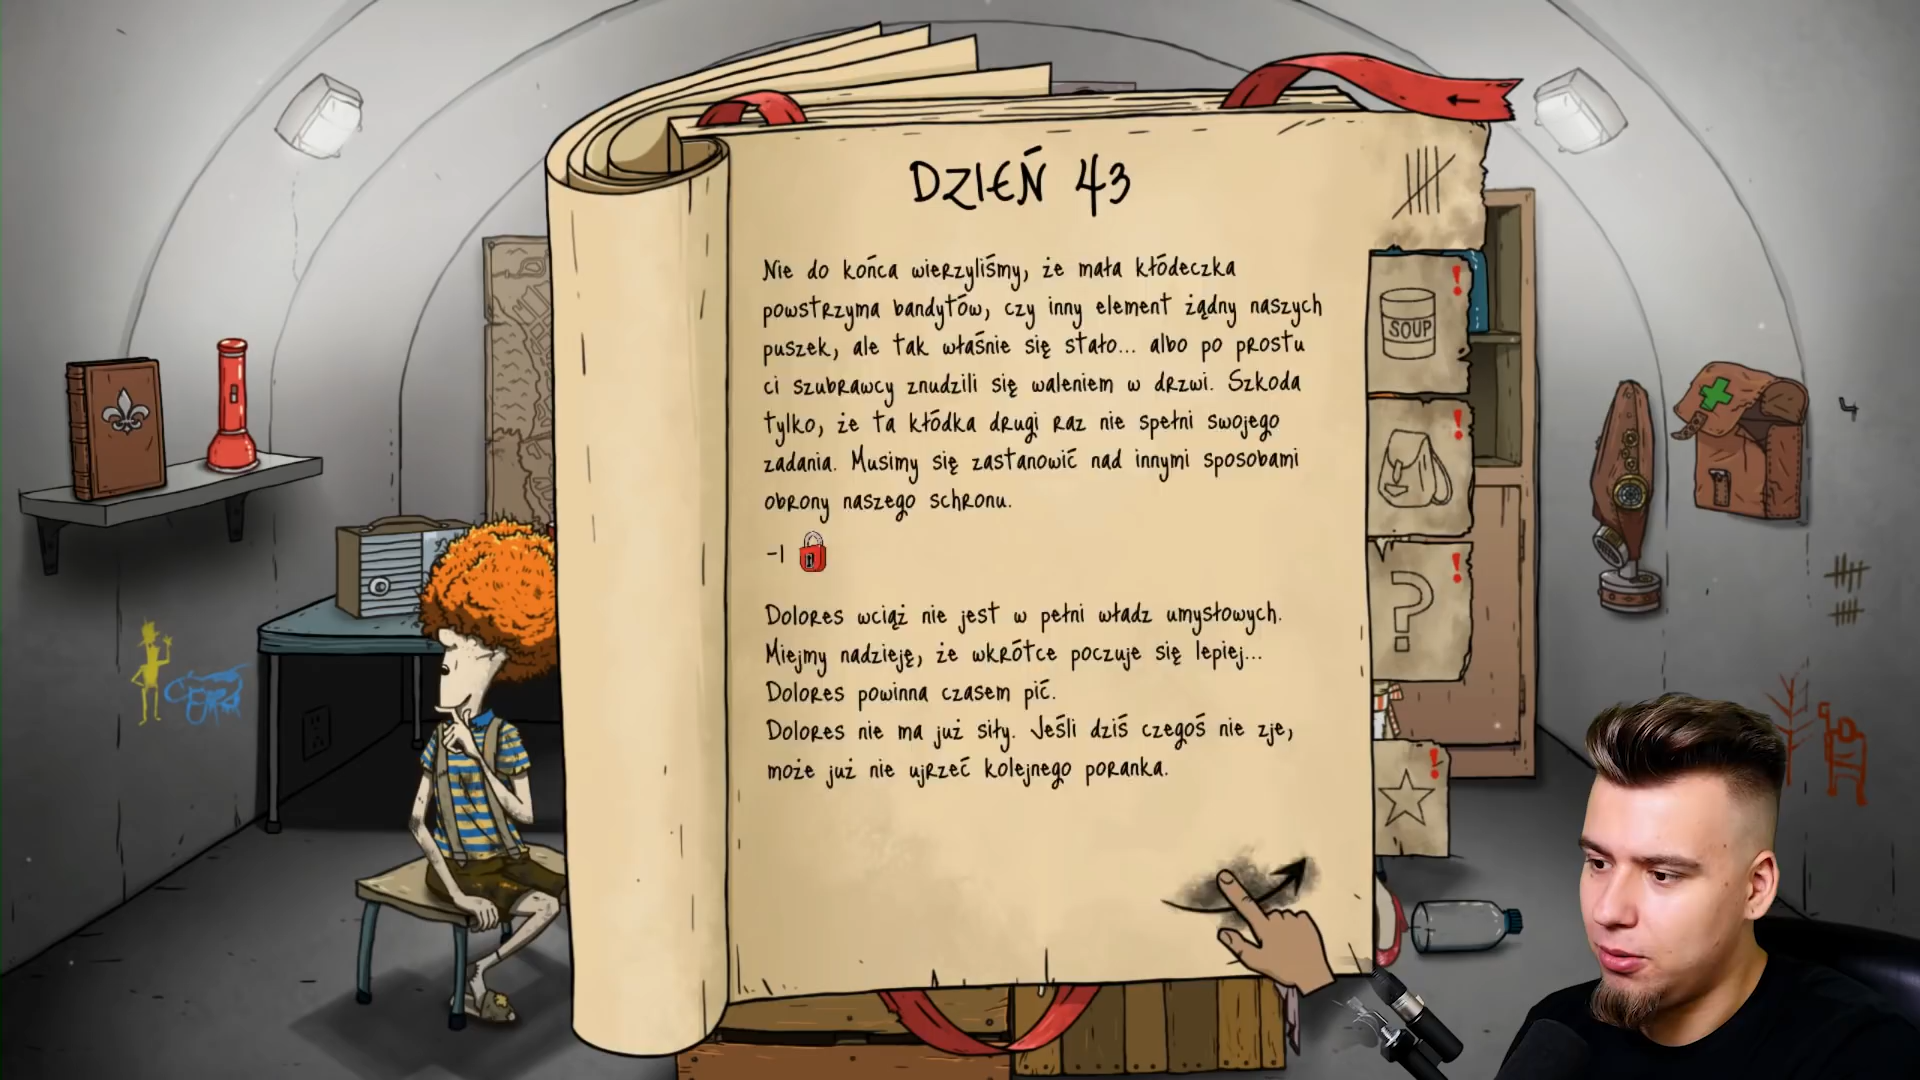 DZIEŃ 43
Nie do końca wierzyliśmy, że mała kłódeczka
powstrzyma bandytów, czy inny element żądny naszych
puszek, ale tak właśnie się stało... albo po prostu
ci szubrawcy znudzili się waleniem w drzwi. Szkoda
tylko, że ta kłódka drugi raz nie spełni swojego
zadania. Musimy się zastanowić nad innymi sposobami
obrony naszego schronu.
-1
Dolores wciąż nie jest w pełni władz umysłowych.
Miejmy nadzieję, że wkrótce poczuje się lepiej...
Dolores powinna czasem pić.
Dolores nie ma już siły. Jeśli dziś czegoś nie zje,
może już nie ujrzeć kolejnego poranka.
!
SOUP
!
!
?
!